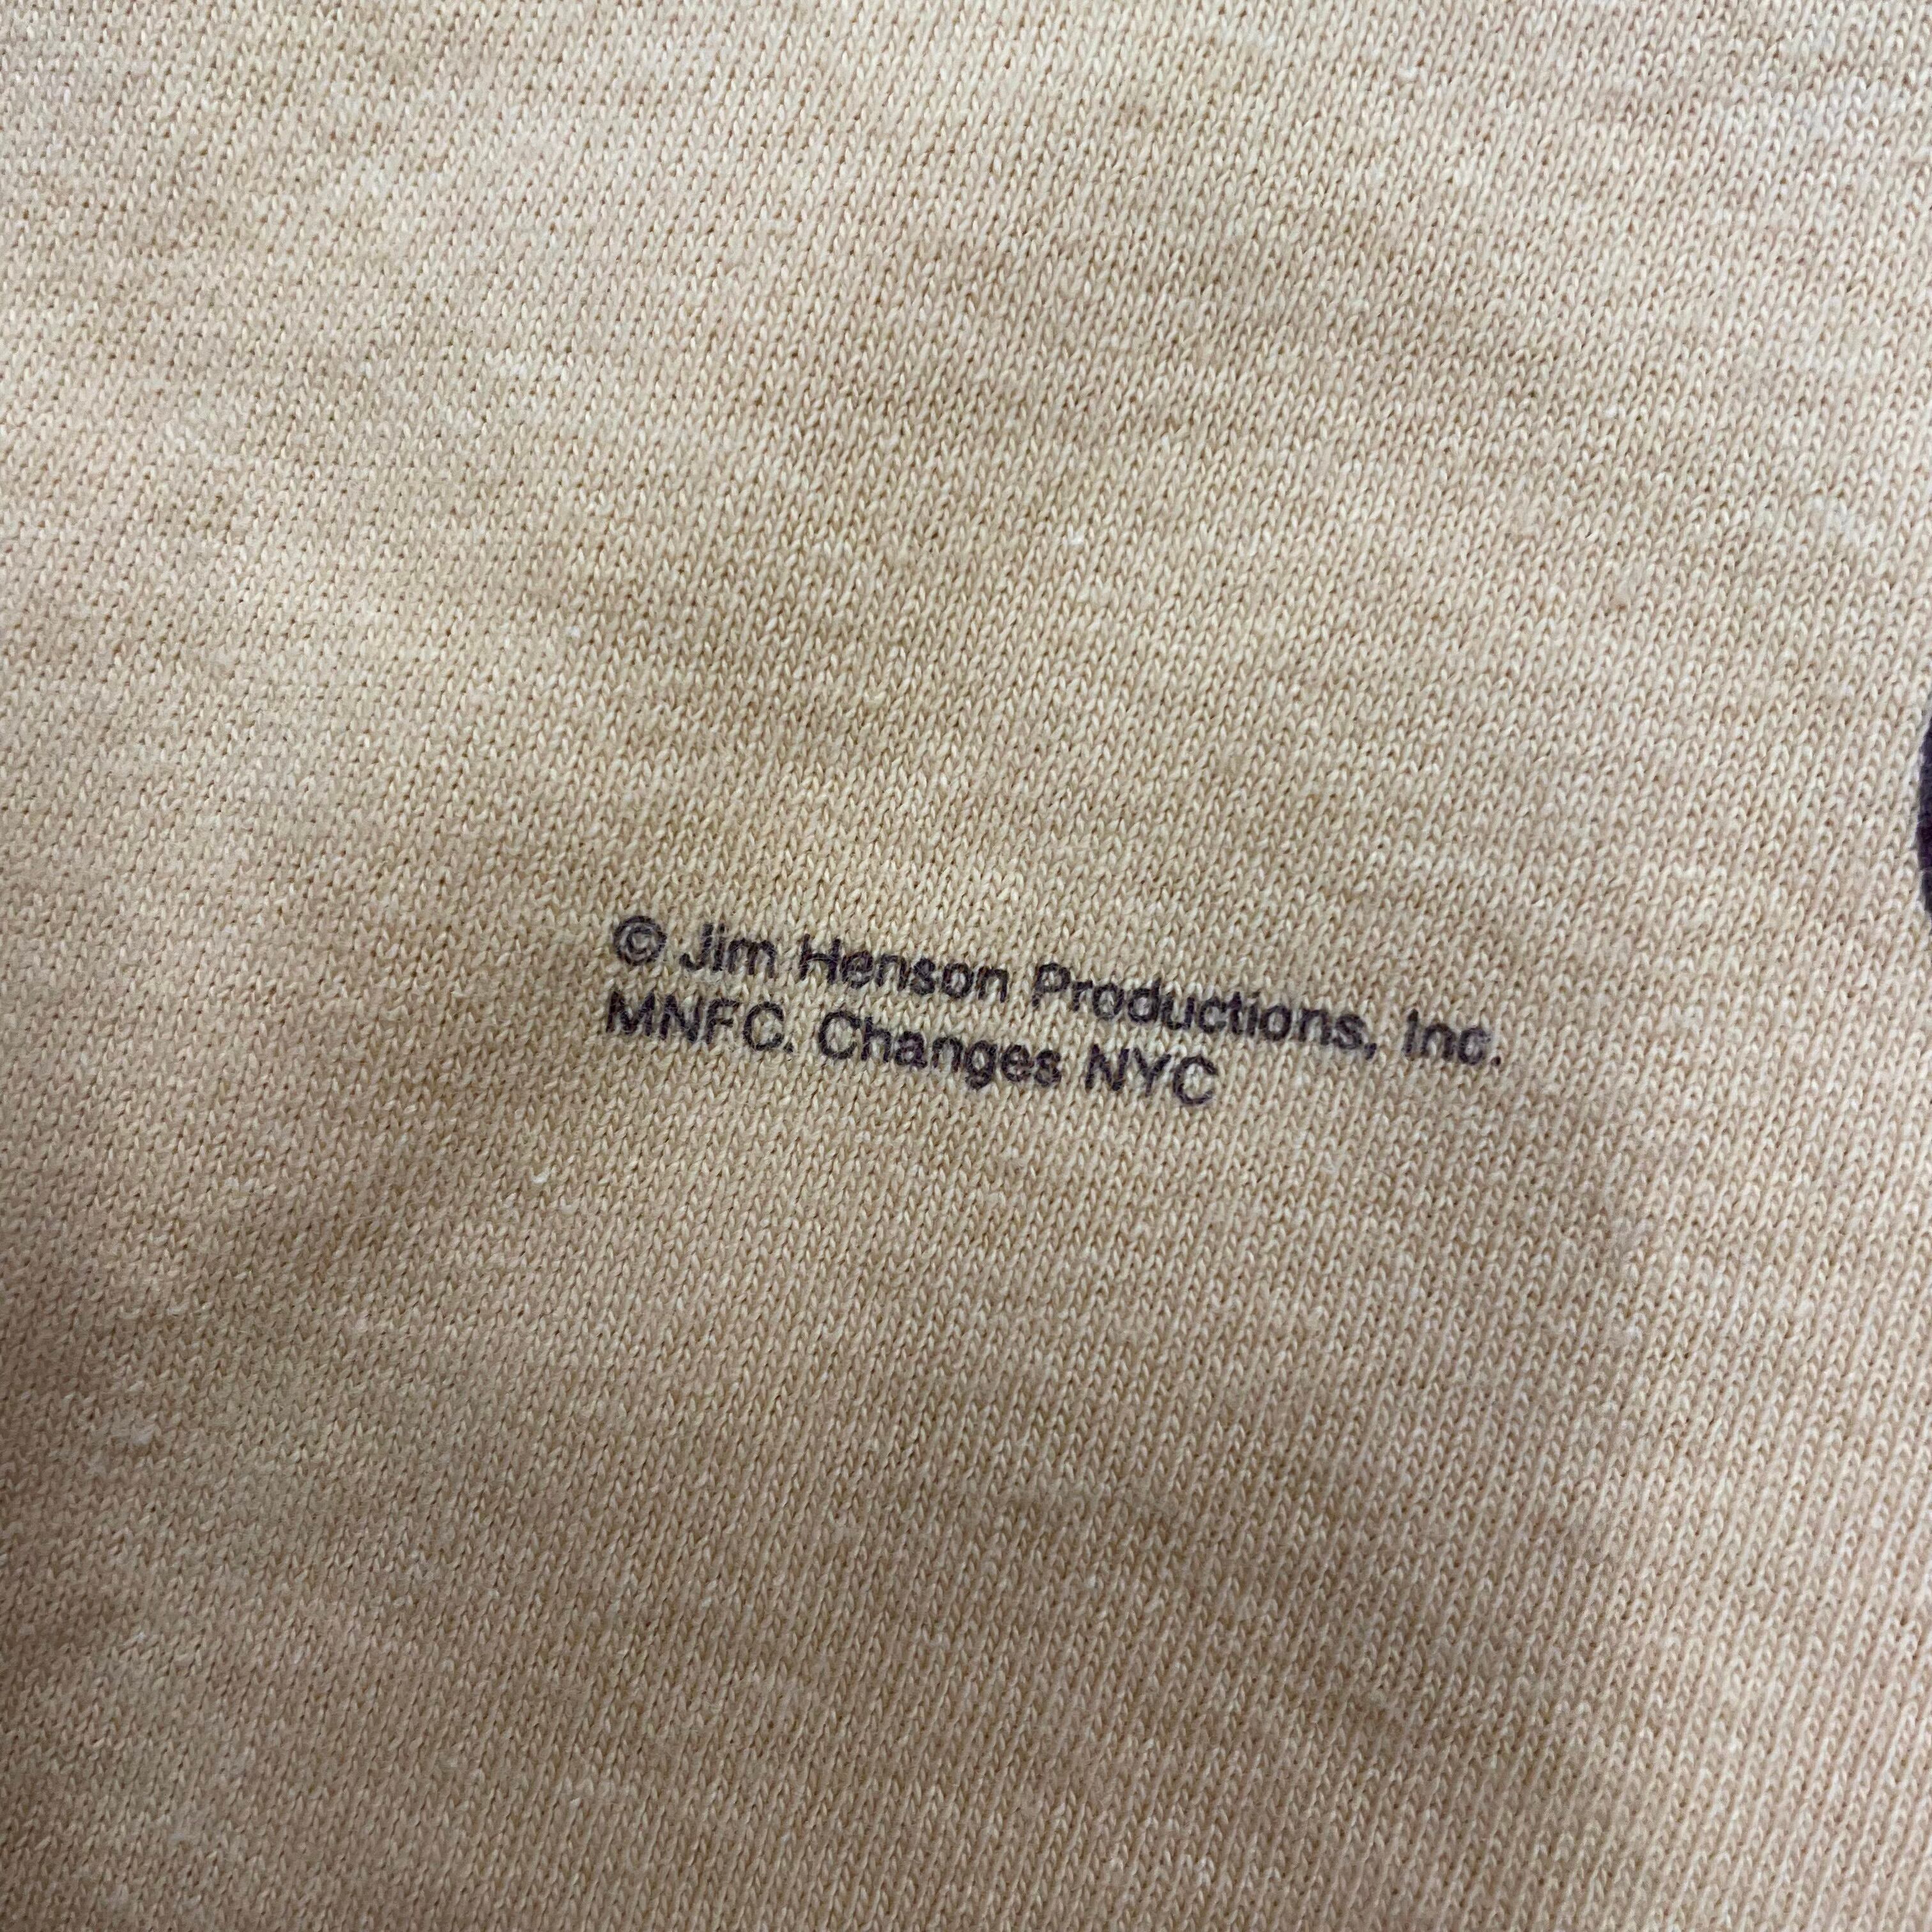 © Jim Henson Productions, Inc.
MNFC. Changes NYC